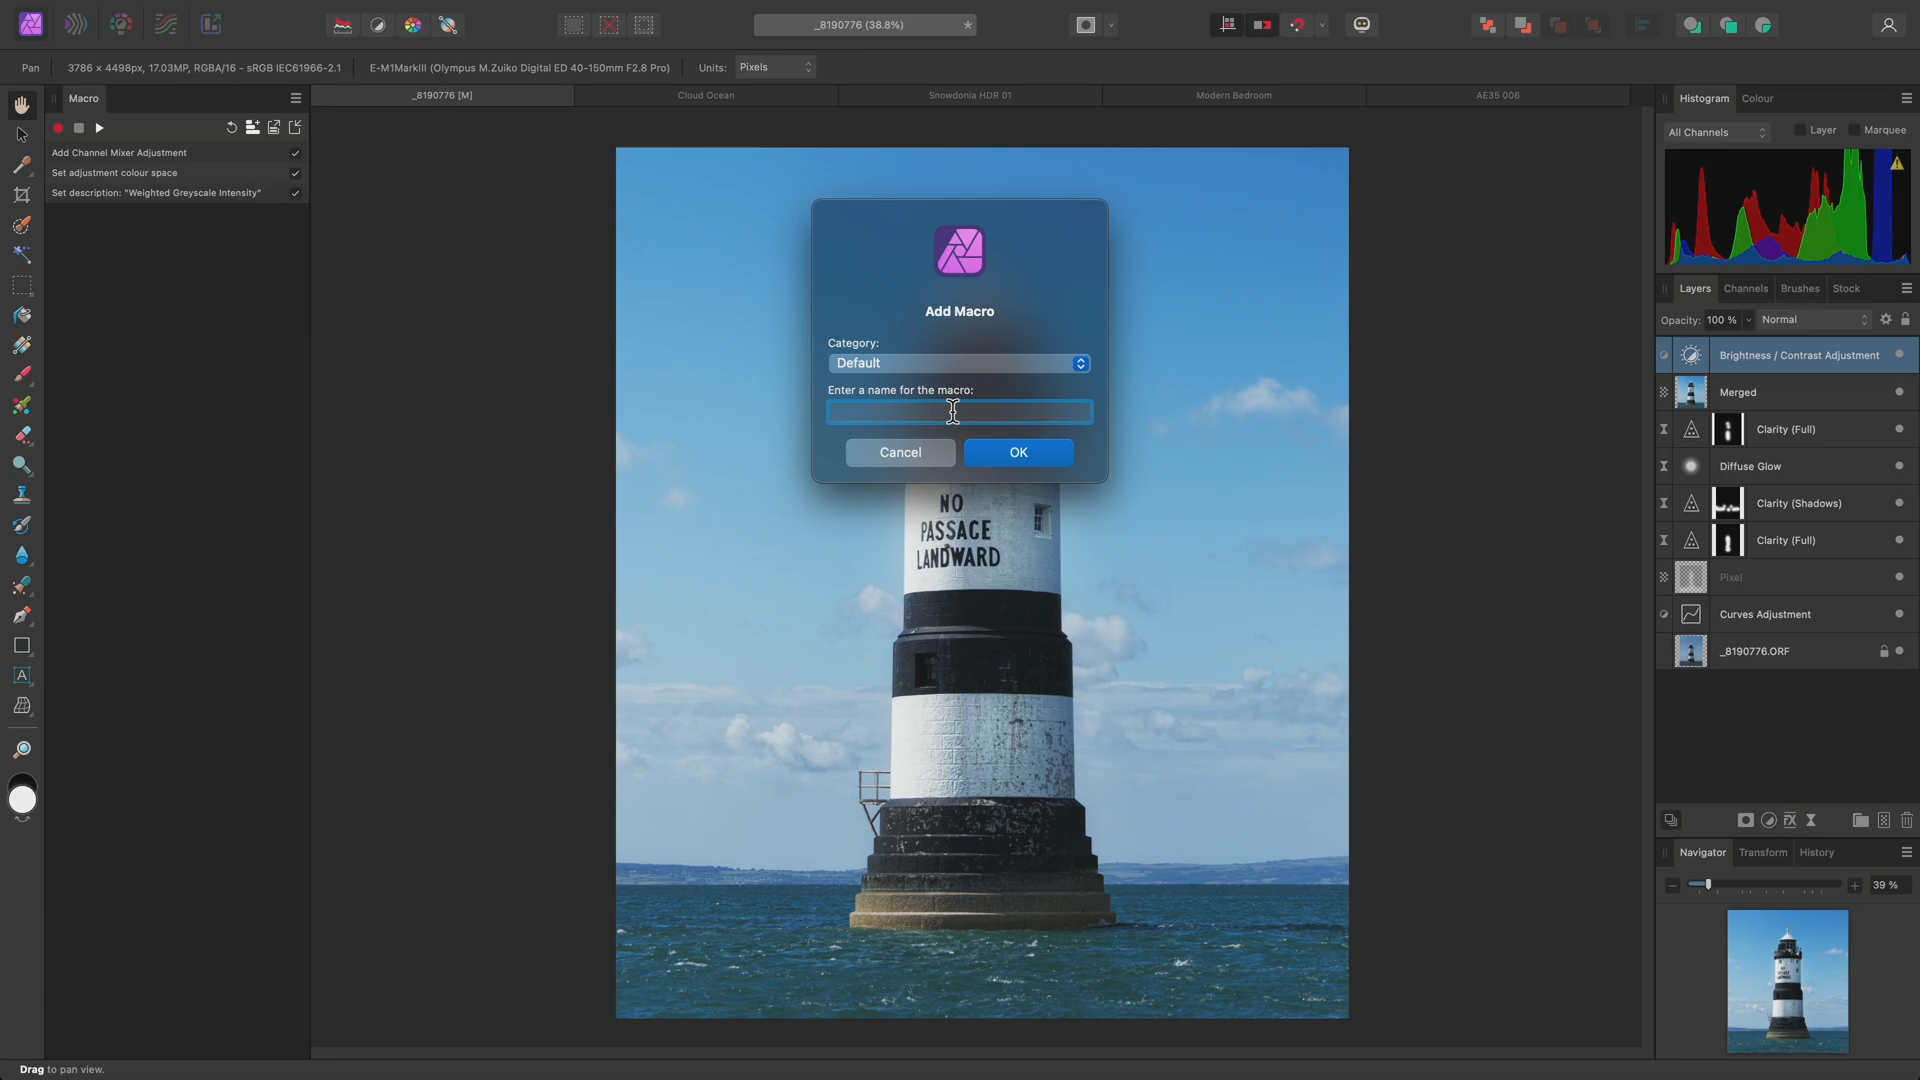 _8190776 (38.8%)
*
Pan
3786 × 4498px, 17.03MP, RGBA/16 - sRGB IEC61966-2.1
E-M1MarkIII (Olympus M.Zuiko Digital ED 40-150mm F2.8 Pro)
Units:
Pixels
Macro
_8190776 [M]
Cloud Ocean
Snowdonia HDR 01
Modern Bedroom
AE35 006
Histogram
Colour
All Channels
Layer
Marquee
Add Channel Mixer Adjustment
Set adjustment colour space
Set description: "Weighted Greyscale Intensity"
Add Macro
Category:
Default
Enter a name for the macro:
Cancel
OK
NO
PASSACE
LANDWARD
Layers
Channels
Brushes
Stock
Opacity:
100 %
Normal
Brightness / Contrast Adjustment
Merged
Clarity (Full)
Diffuse Glow
Clarity (Shadows)
Clarity (Full)
Pixel
Curves Adjustment
_8190776.ORF
Navigator
Transform
History
39 %
NO
PASSACE
LANDWARD
Drag to pan view.